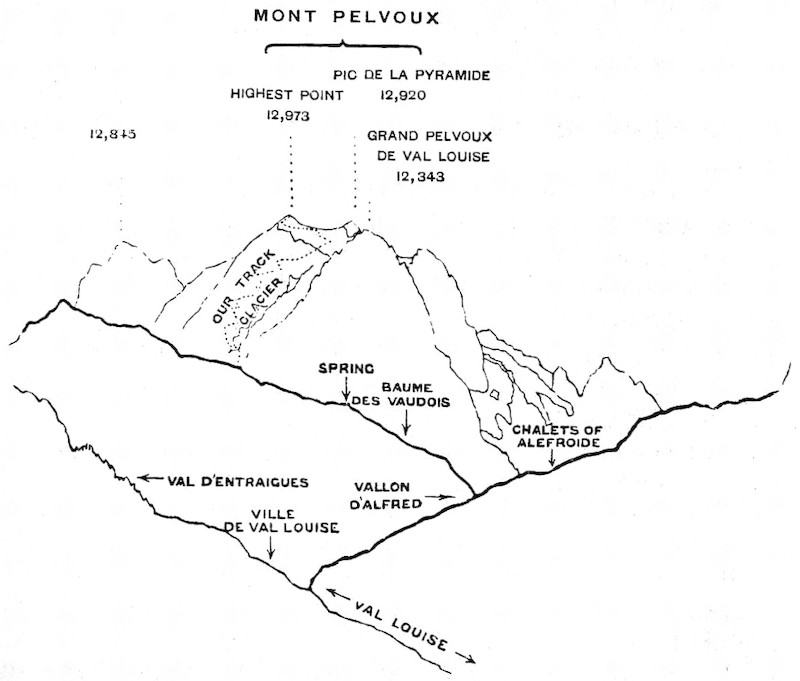 MONT PELVOUX
PIC DE LA PYRAMIDE
12,920
HIGHEST POINT
12,973
12,845
GRAND PELVOUX
DE VAL LOUISE
12,343
OUR TRACK
GLACIER
SPRING
BAUME
DES VAUDOIS
CHALETS OF
ALEFROIDE
VAL D'ENTRAIGUES
VALLON
D'ALFRED
VILLE
DE VAL LOUISE
VAL LOUISE